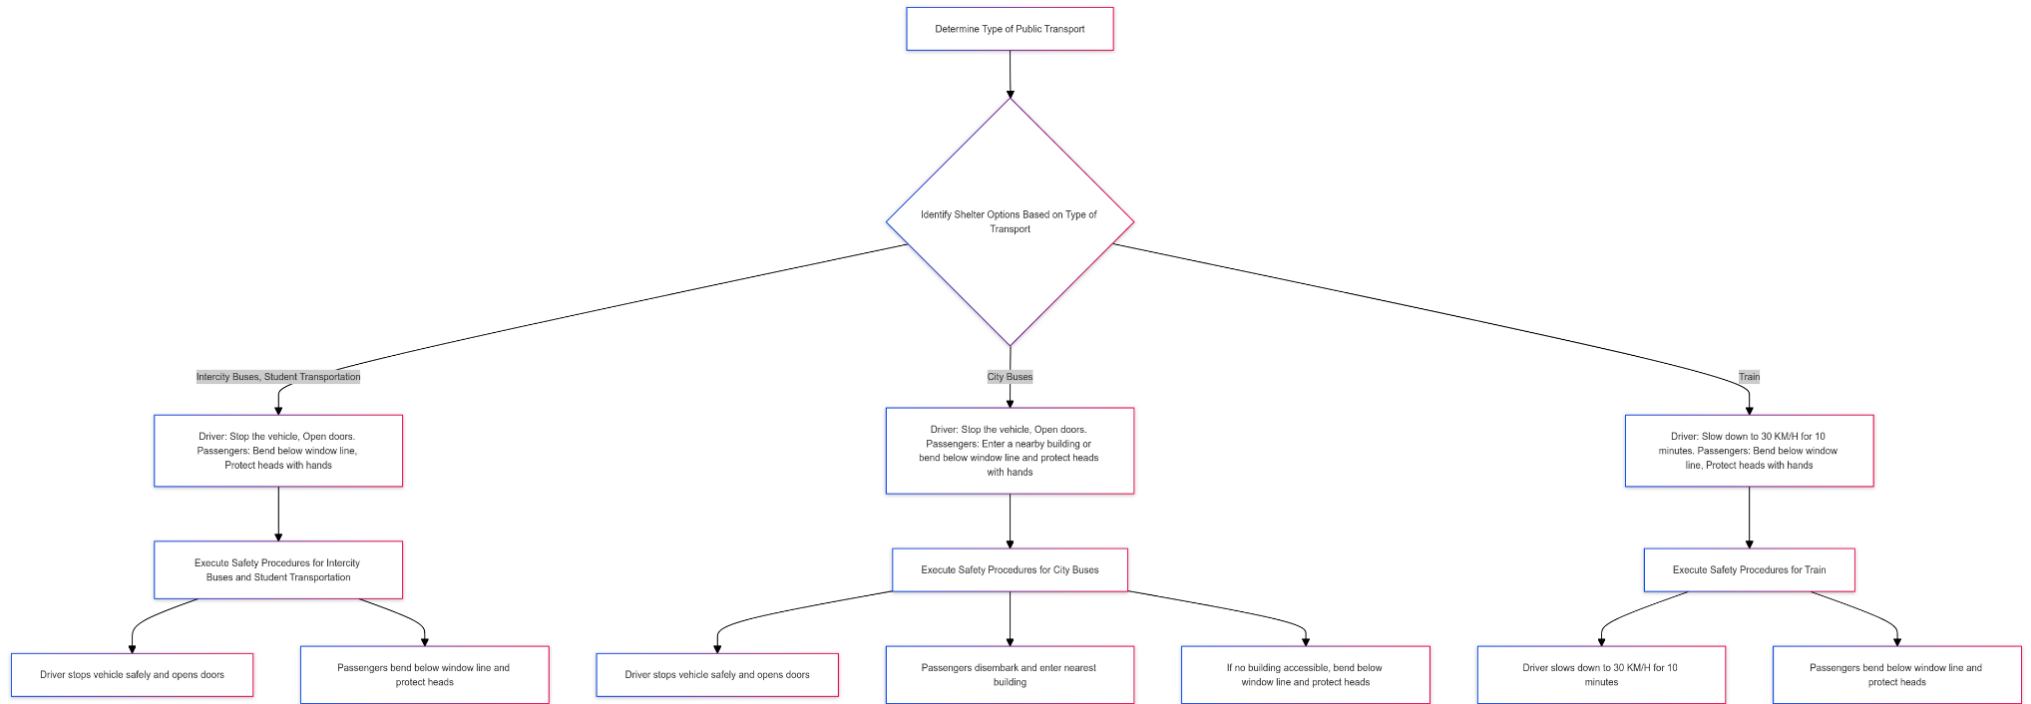 Determine Type of Public Transport
Identify Shelter Options Based on Type of
Transport
Intercity Buses, Student Transportation
City Buses
Train
Driver: Stop the vehicle, Open doors.
Passengers: Bend below window line,
Protect heads with hands
Driver: Stop the vehicle, Open doors.
Passengers: Enter a nearby building or
bend below window line and protect heads
with hands
Driver: Slow down to 30 KM/H for 10
minutes. Passengers: Bend below window
line, Protect heads with hands
Execute Safety Procedures for Intercity
Buses and Student Transportation
Execute Safety Procedures for City Buses
Execute Safety Procedures for Train
Driver stops vehicle safely and opens doors
Passengers bend below window line and
protect heads
Driver stops vehicle safely and opens doors
Passengers disembark and enter nearest
building
If no building accessible, bend below
window line and protect heads
Driver slows down to 30 KM/H for 10
minutes
Passengers bend below window line and
protect heads